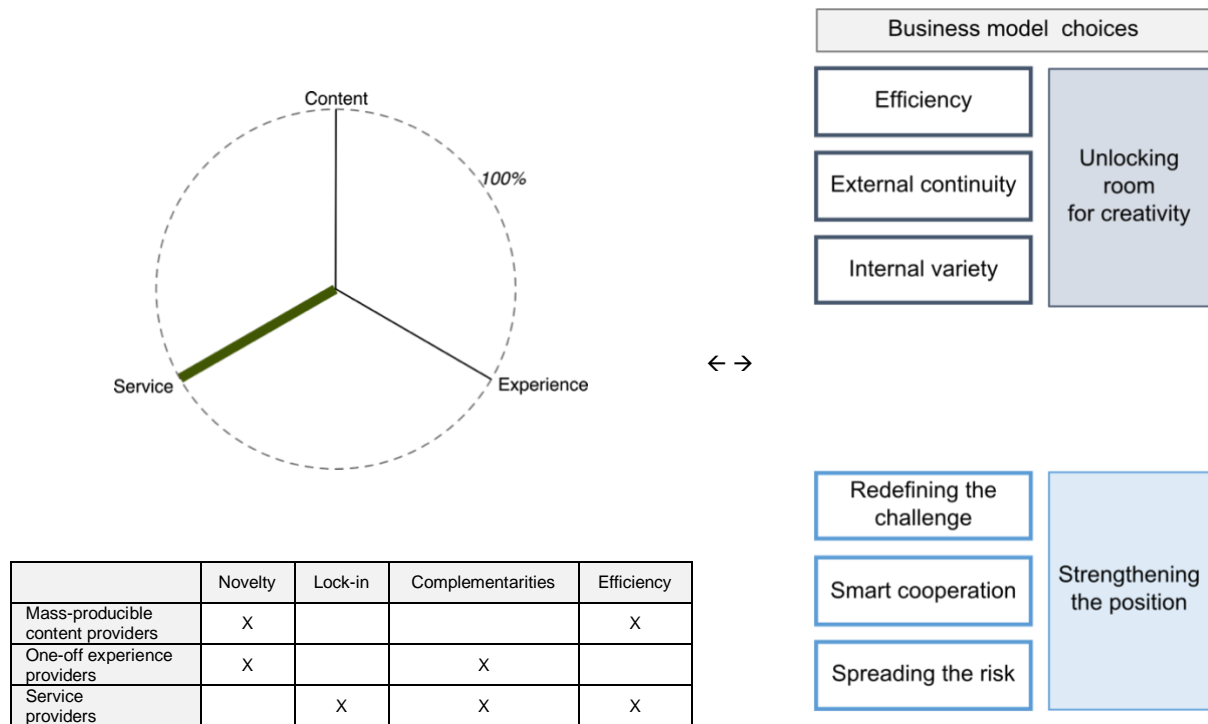 Content
100%
Service
Experience
← →
Business model choices
Efficiency
External continuity
Internal variety
Unlocking
room
for creativity
Redefining the
challenge
Smart cooperation
Spreading the risk
Strengthening
the position
Novelty Lock-in Complementarities Efficiency
Mass-producible
content providers X X
One-off experience
providers X X
Service
providers X X X